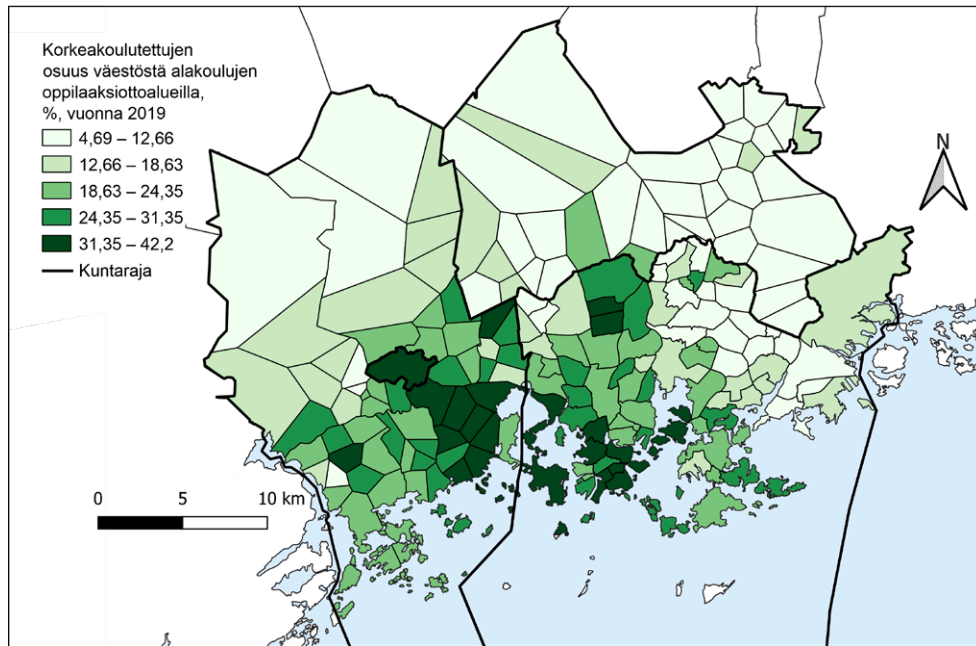 Korkeakoulutettujen
osuus väestöstä alakoulujen
oppilaaksiottoalueilla,
%, vuonna 2019
4,69 – 12,66
12,66 – 18,63
18,63 – 24,35
24,35 – 31,35
31,35 – 42,2
Kuntaraja
N
0 5 10 km